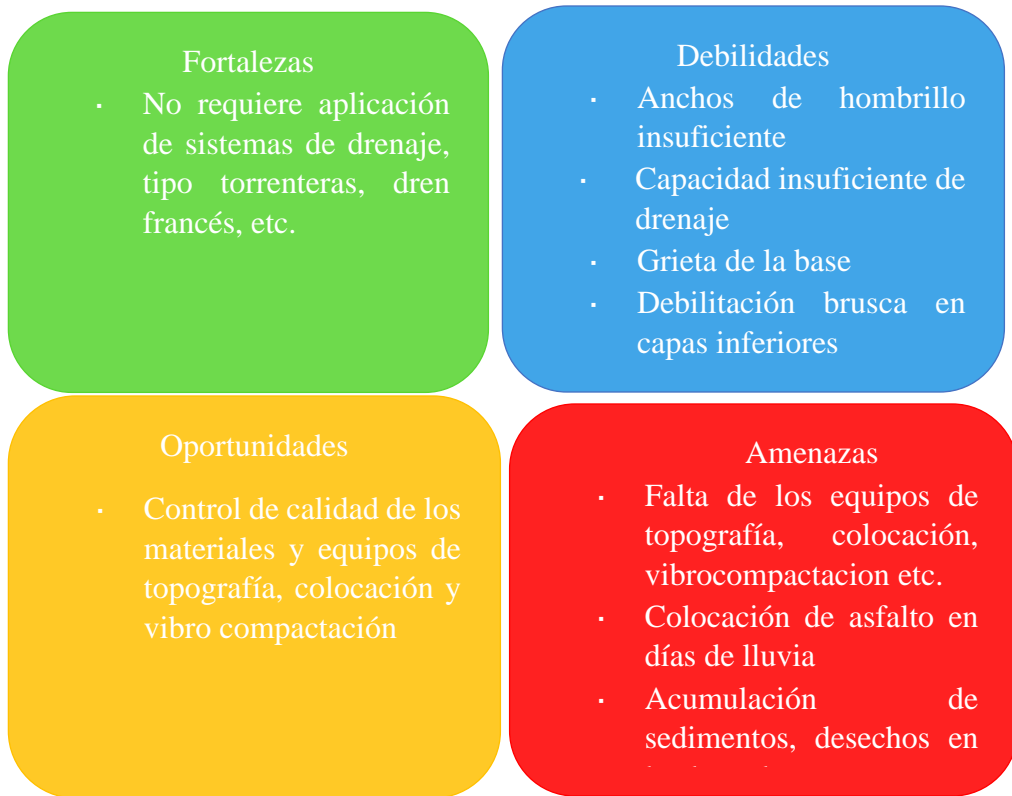 Fortalezas
· No requiere aplicación
de sistemas de drenaje,
tipo torrenteras, dren
francés, etc.
Debilidades
· Anchos de hombrillo
insuficiente
· Capacidad insuficiente de
drenaje
· Grieta de la base
· Debilitación brusca en
capas inferiores
Oportunidades
· Control de calidad de los
materiales y equipos de
topografía, colocación y
vibro compactación
Amenazas
· Falta de los equipos de
topografía, colocación,
vibrocompactacion etc.
· Colocación de asfalto en
días de lluvia
· Acumulación de
sedimentos, desechos en